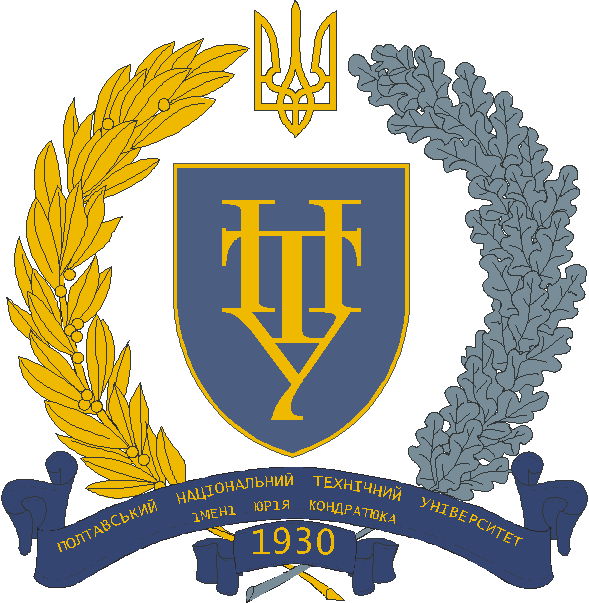 ПОЛТАВСЬКИЙ НАЦІОНАЛЬНИЙ ТЕХНІЧНИЙ УНІВЕРСИТЕТ
ІМЕНІ ЮРІЯ КОНДРАТЮКА
1930